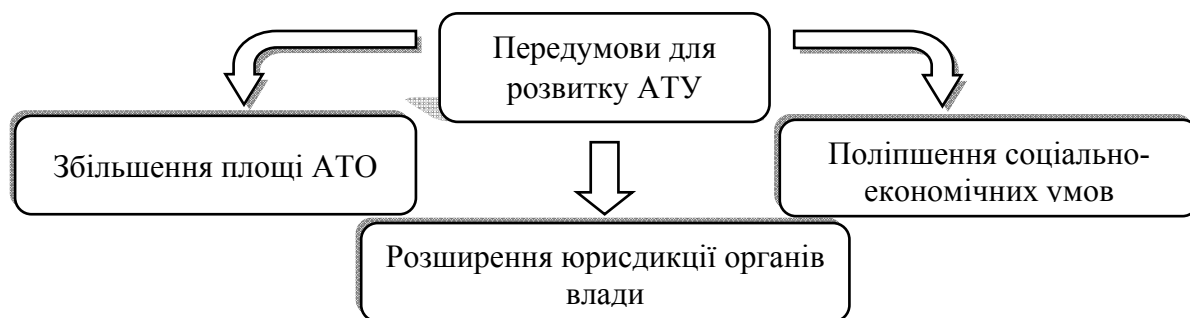 Передумови для
розвитку АТУ
Збільшення площі АТО
Поліпшення соціально-
економічних умов
Розширення юрисдикції органів
влади